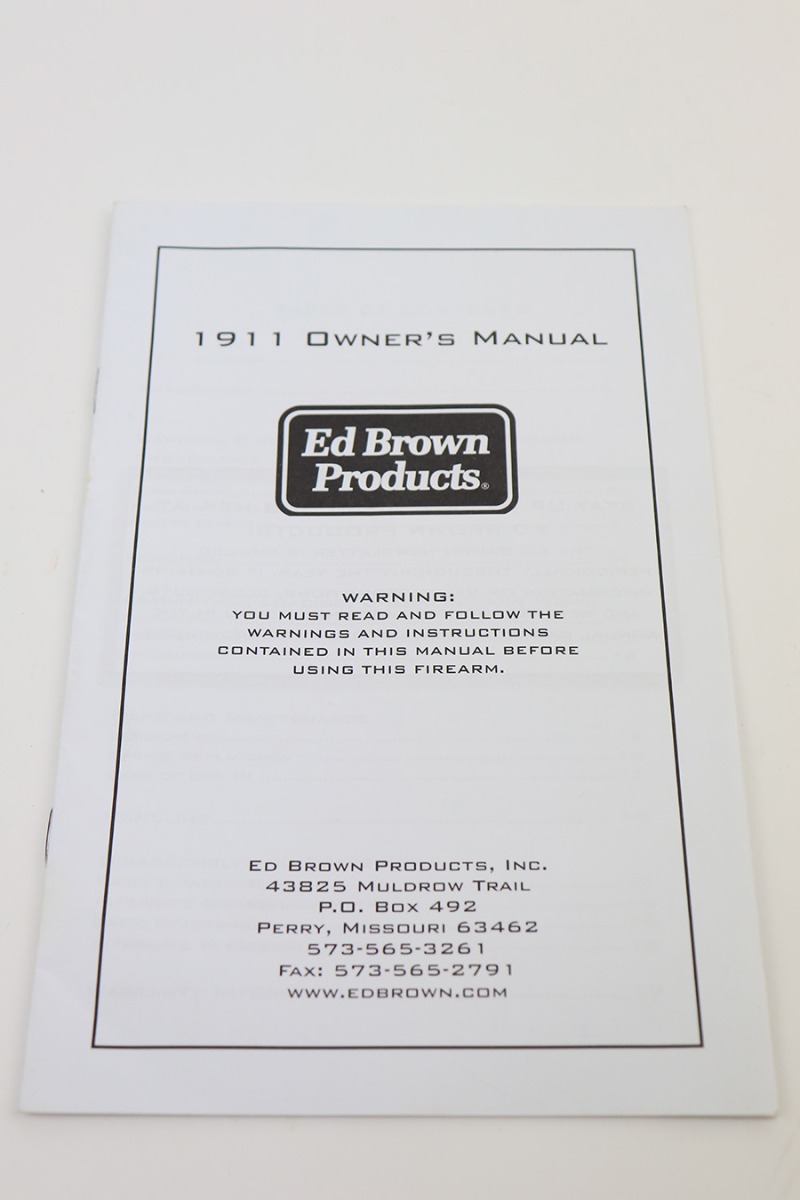 1911 OWNER'S MANUAL
Ed Brown
Products®
WARNING:
YOU MUST READ AND FOLLOW THE
WARNINGS AND INSTRUCTIONS
CONTAINED IN THIS MANUAL BEFORE
USING THIS FIREARM.
ED BROWN PRODUCTS, INC.
43825 MULDROW TRAIL
P.O. BOX 492
PERRY, MISSOURI 63462
573-565-3261
FAX: 573-565-2791
WWW.EDBROWN.COM